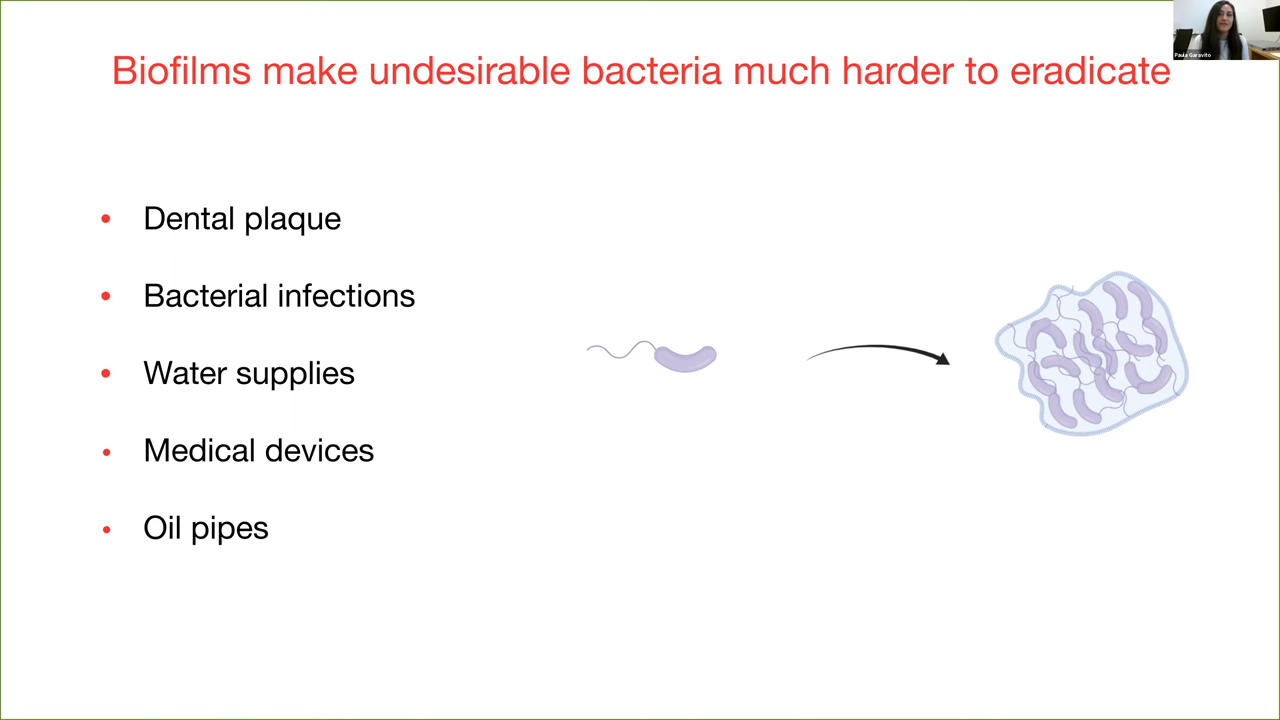 Biofilms make undesirable bacteria much harder to eradicate
Paula Garavito
• Dental plaque
• Bacterial infections
• Water supplies
• Medical devices
• Oil pipes